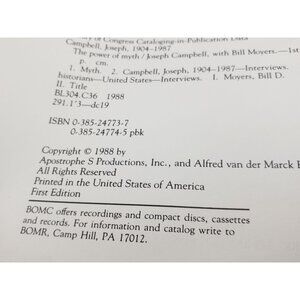 of Congress Cataloging-in-Publication Data
Campbell, Joseph, 1904–1987
The power of myth / Joseph Campbell, with Bill Moyers.—1st
p. cm.
1. Myth. 2. Campbell, Joseph, 1904–1987—Interviews.
historians—United States—Interviews. I. Moyers, Bill D.
II. Title
BL304.C36 1988
291.1'3—dc19
ISBN 0-385-24773-7
0-385-24774-5 pbk
Copyright © 1988 by
Apostrophe S Productions, Inc., and Alfred van der Marck
All Rights Reserved
Printed in the United States of America
First Edition
BOMC offers recordings and compact discs, cassettes
and records. For information and catalog write to
BOMR, Camp Hill, PA 17012.